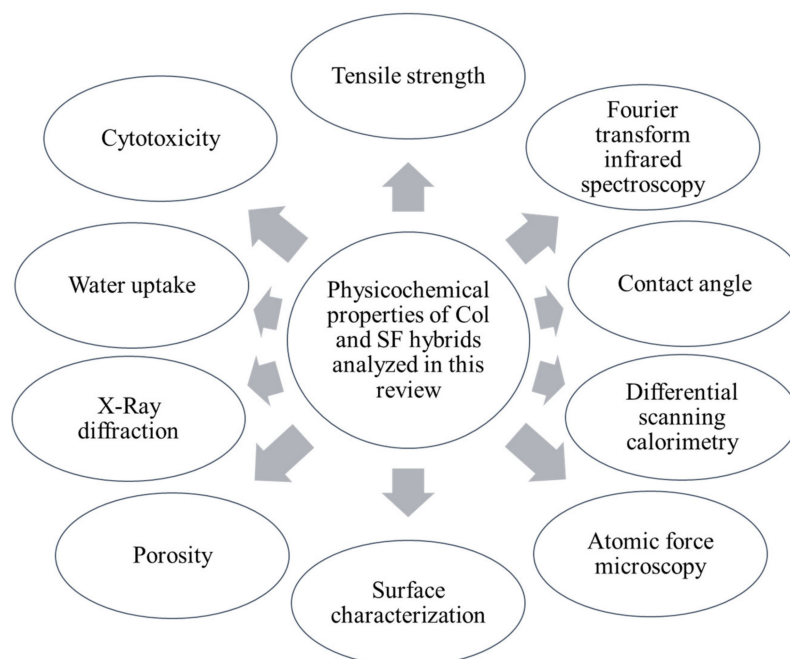 Tensile strength
Fourier
transform
infrared
spectroscopy
Contact angle
Differential
scanning
calorimetry
Atomic force
microscopy
Surface
characterization
Porosity
X-Ray
diffraction
Water uptake
Cytotoxicity
Physicochemical
properties of Col
and SF hybrids
analyzed in this
review